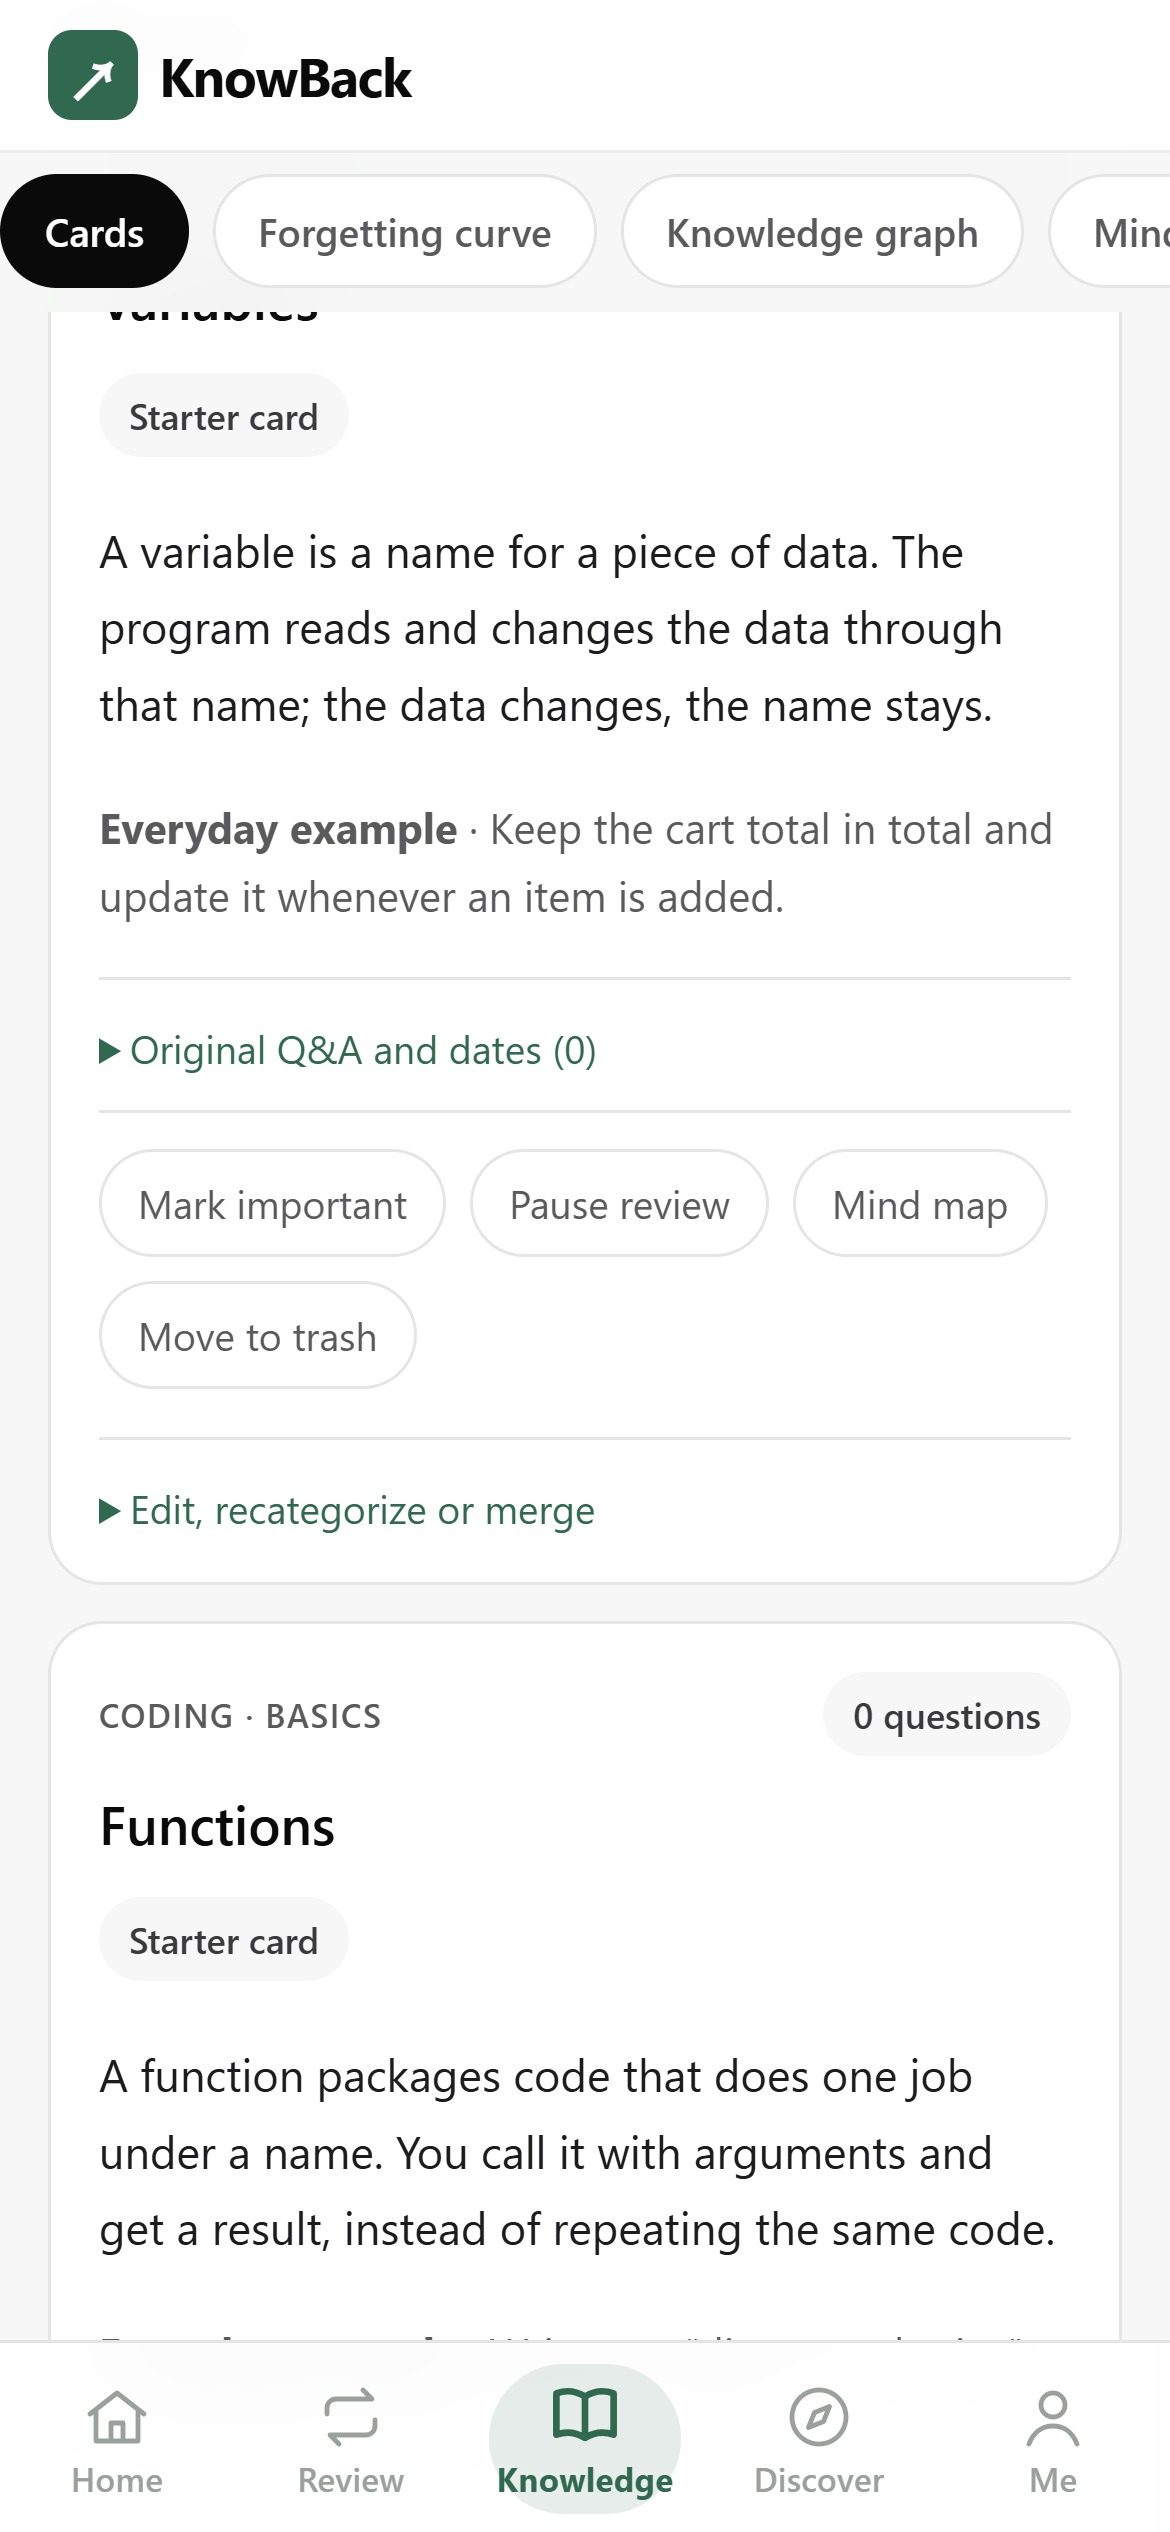 KnowBack
Cards
Forgetting curve
Knowledge graph
Variables
Starter card
A variable is a name for a piece of data. The
program reads and changes the data through
that name; the data changes, the name stays.
Everyday example · Keep the cart total in total and
update it whenever an item is added.
▶ Original Q&A and dates (0)
Mark important
Pause review
Mind map
Move to trash
▶ Edit, recategorize or merge
CODING · BASICS
0 questions
Functions
Starter card
A function packages code that does one job
under a name. You call it with arguments and
get a result, instead of repeating the same code.
Home
Review
Knowledge
Discover
Me